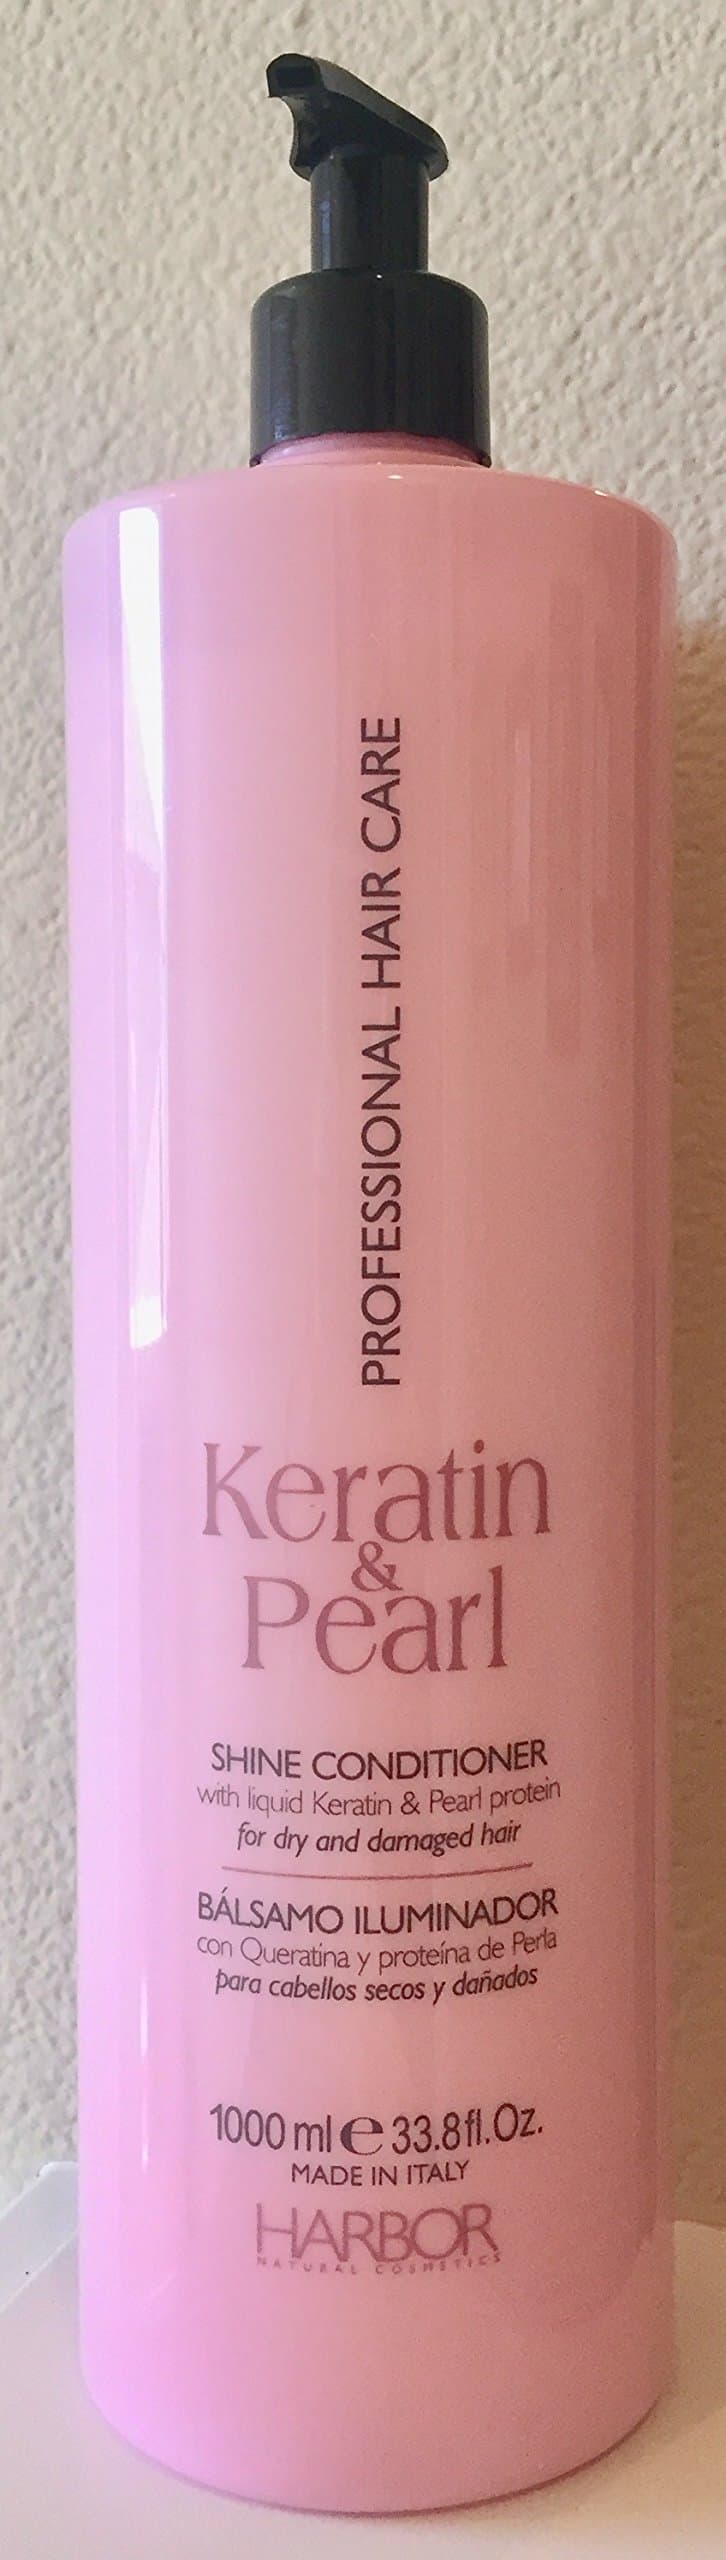 PROFESSIONAL HAIR CARE
Keratin
&
Pearl
SHINE CONDITIONER
with liquid Keratin & Pearl protein
for dry and damaged hair
BÁLSAMO ILUMINADOR
con Queratina y proteína de Perla
para cabellos secos y dañados
1000 ml e 33.8 fl.Oz.
MADE IN ITALY
HARBOR
NATURAL COSMETICS